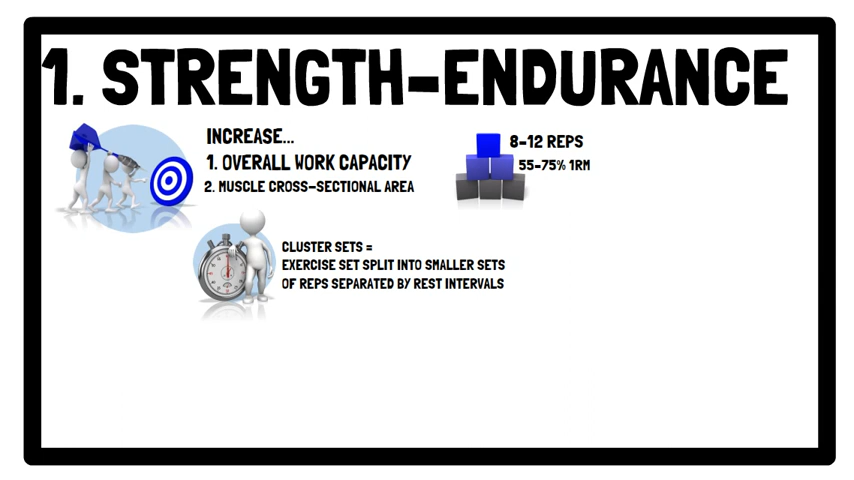 1. STRENGTH-ENDURANCE
INCREASE...
1. OVERALL WORK CAPACITY
2. MUSCLE CROSS-SECTIONAL AREA
8-12 REPS
55-75% 1RM
CLUSTER SETS =
EXERCISE SET SPLIT INTO SMALLER SETS
OF REPS SEPARATED BY REST INTERVALS